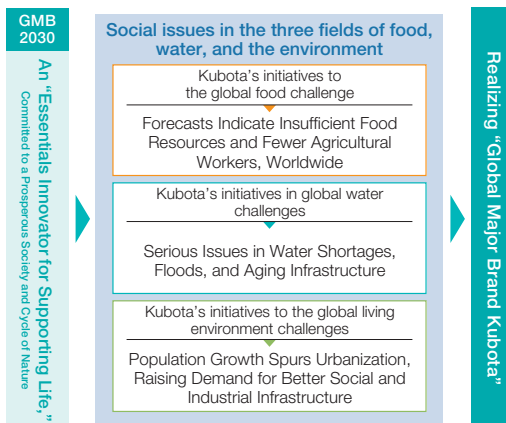 GMB
2030
An “Essentials Innovator for Supporting Life,”
Committed to a Prosperous Society and Cycle of Nature
Social issues in the three fields of food,
water, and the environment
Kubota’s initiatives to
the global food challenge
Forecasts Indicate Insufficient Food
Resources and Fewer Agricultural
Workers, Worldwide
Kubota’s initiatives in global water
challenges
Serious Issues in Water Shortages,
Floods, and Aging Infrastructure
Kubota’s initiatives to the global living
environment challenges
Population Growth Spurs Urbanization,
Raising Demand for Better Social and
Industrial Infrastructure
Realizing “Global Major Brand Kubota”